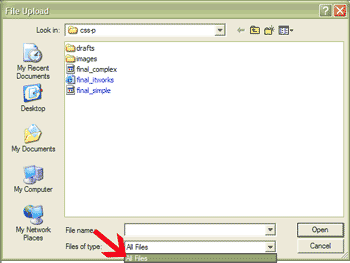 File Upload
Look in: css-p
drafts
images
final_complex
final_itworks
final_simple
My Recent
Documents
Desktop
My Documents
My Computer
My Network
Places
File name:
Open
Files of type: All Files
Cancel
All Files